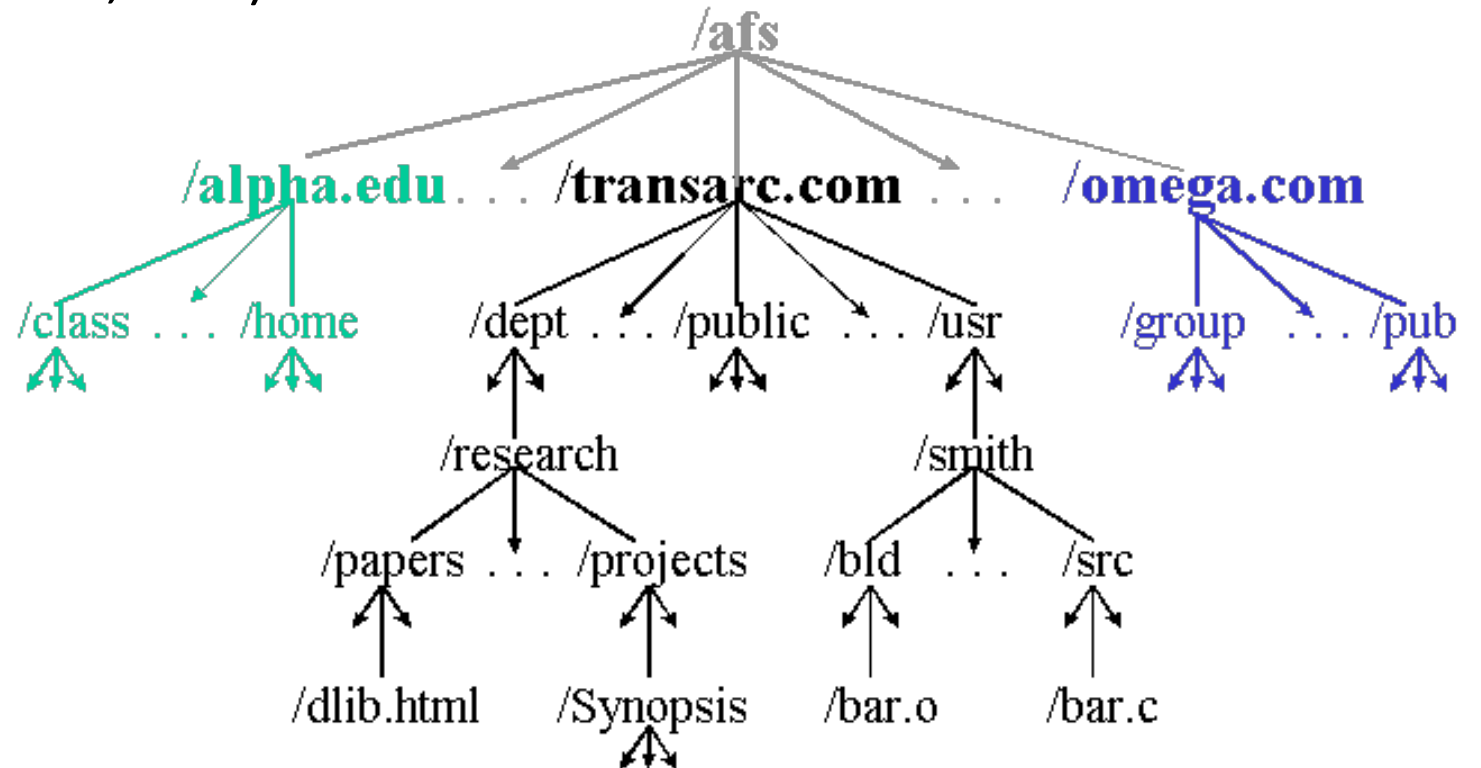 /afs
/alpha.edu . . . /transarc.com . . . /omega.com
/class . . . /home /dept . . . /public . . . /usr /group . . . /pub
/research /smith
/papers . . . /projects /bld . . . /src
/dlib.html /Synopsis /bar.o /bar.c